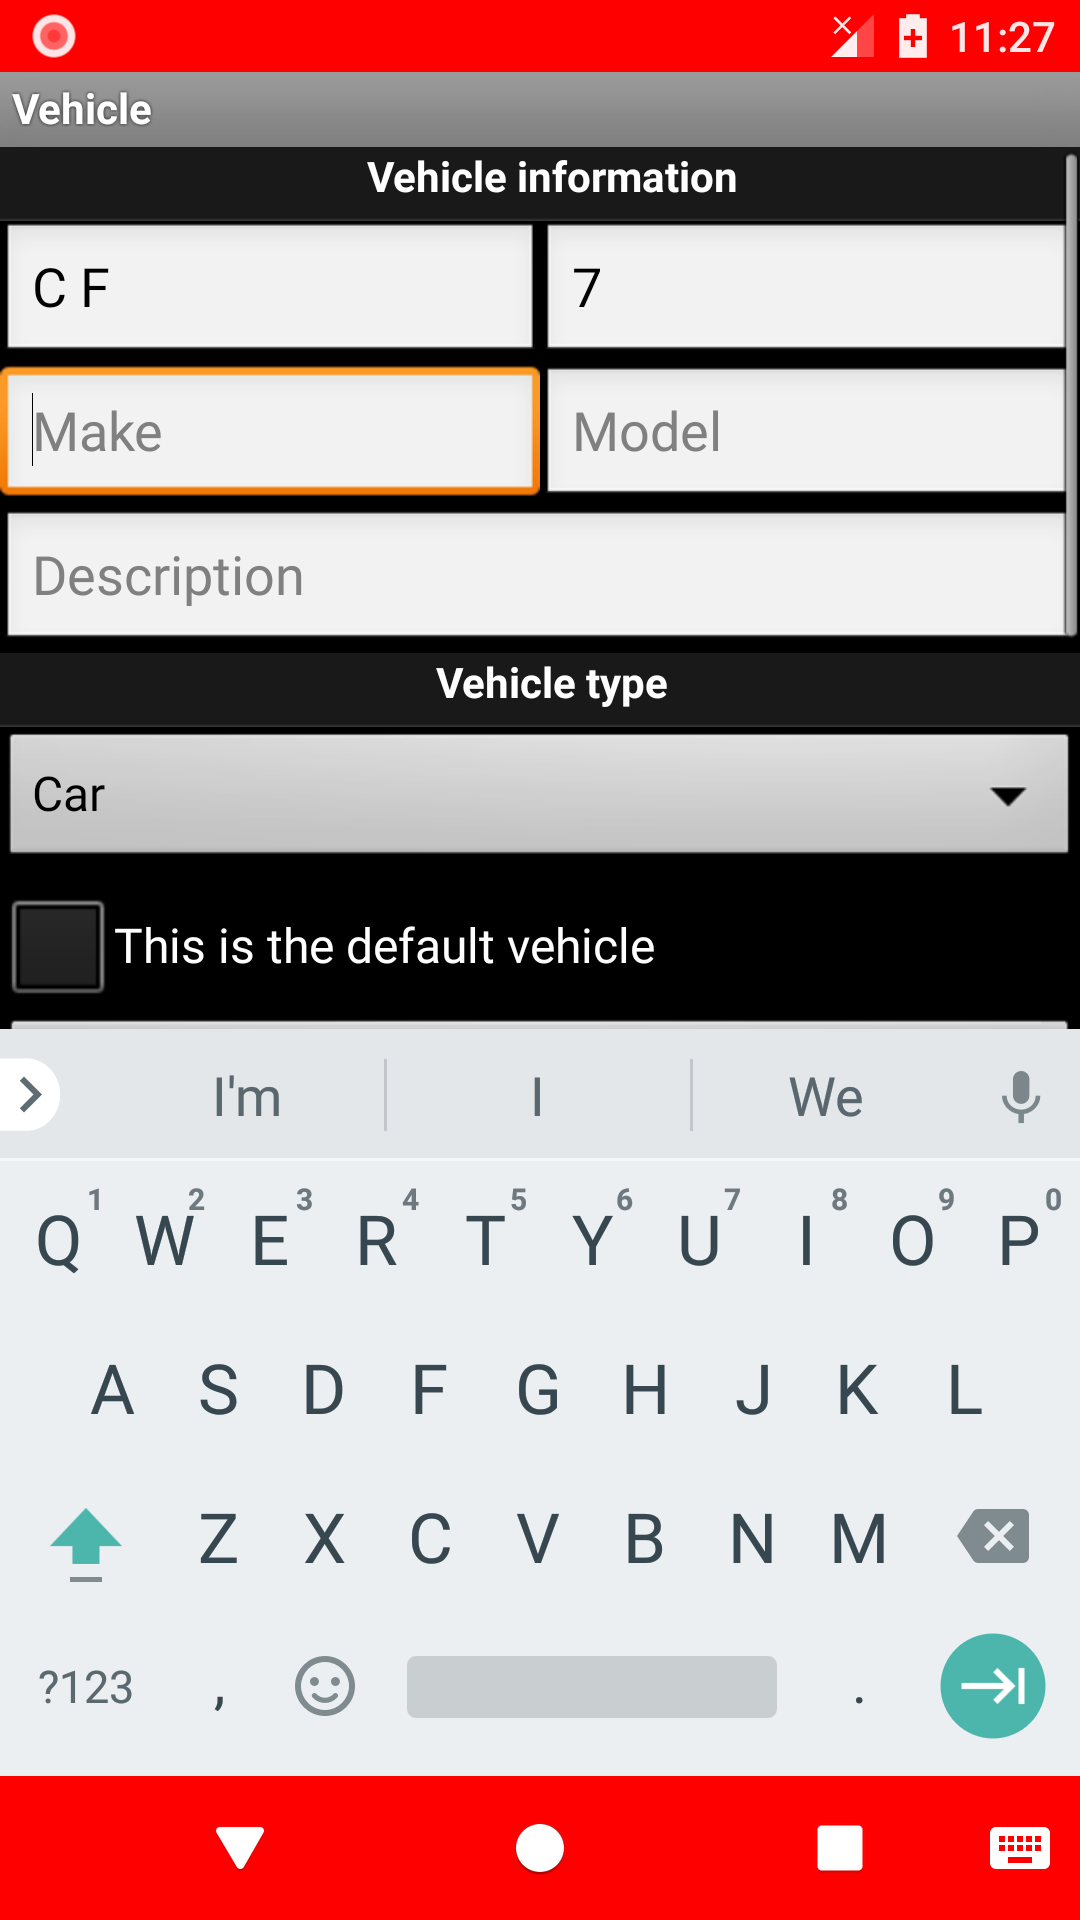 11:27
Vehicle
Vehicle information
C F 7
Make Model
Description
Vehicle type
Car
This is the default vehicle
I'm I We
Q 1 W 2 E 3 R 4 T 5 Y 6 U 7 I 8 O 9 P 0
A S D F G H J K L
Z X C V B N M
?123 , .